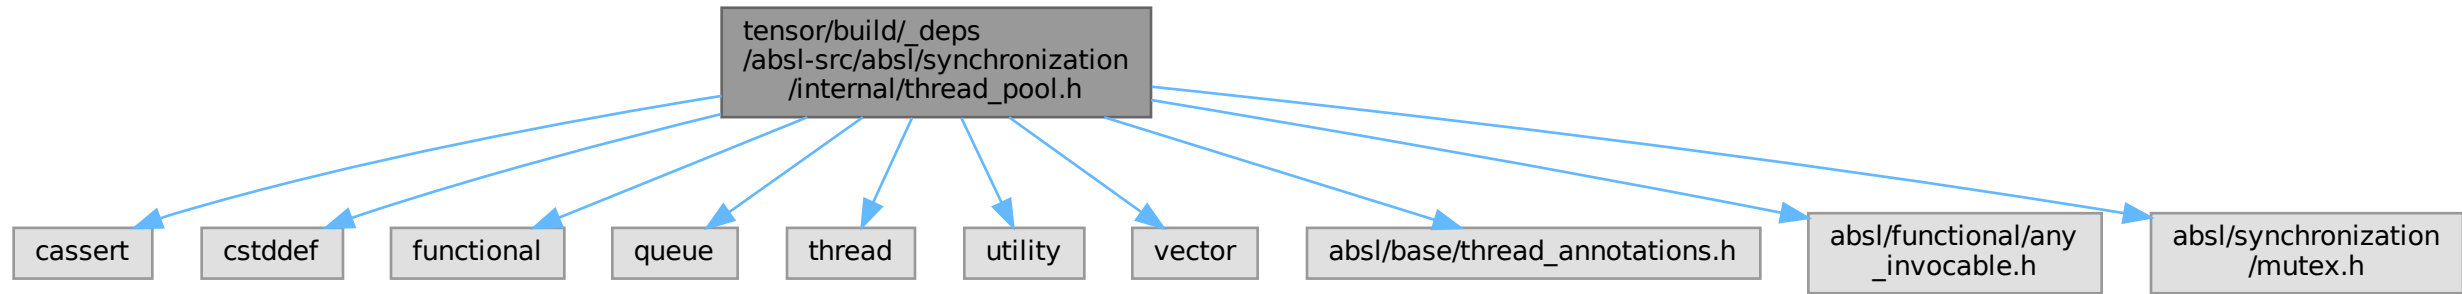 tensor/build/_deps
/absl-src/absl/synchronization
/internal/thread_pool.h
cassert
cstddef
functional
queue
thread
utility
vector
absl/base/thread_annotations.h
absl/functional/any
_invocable.h
absl/synchronization
/mutex.h